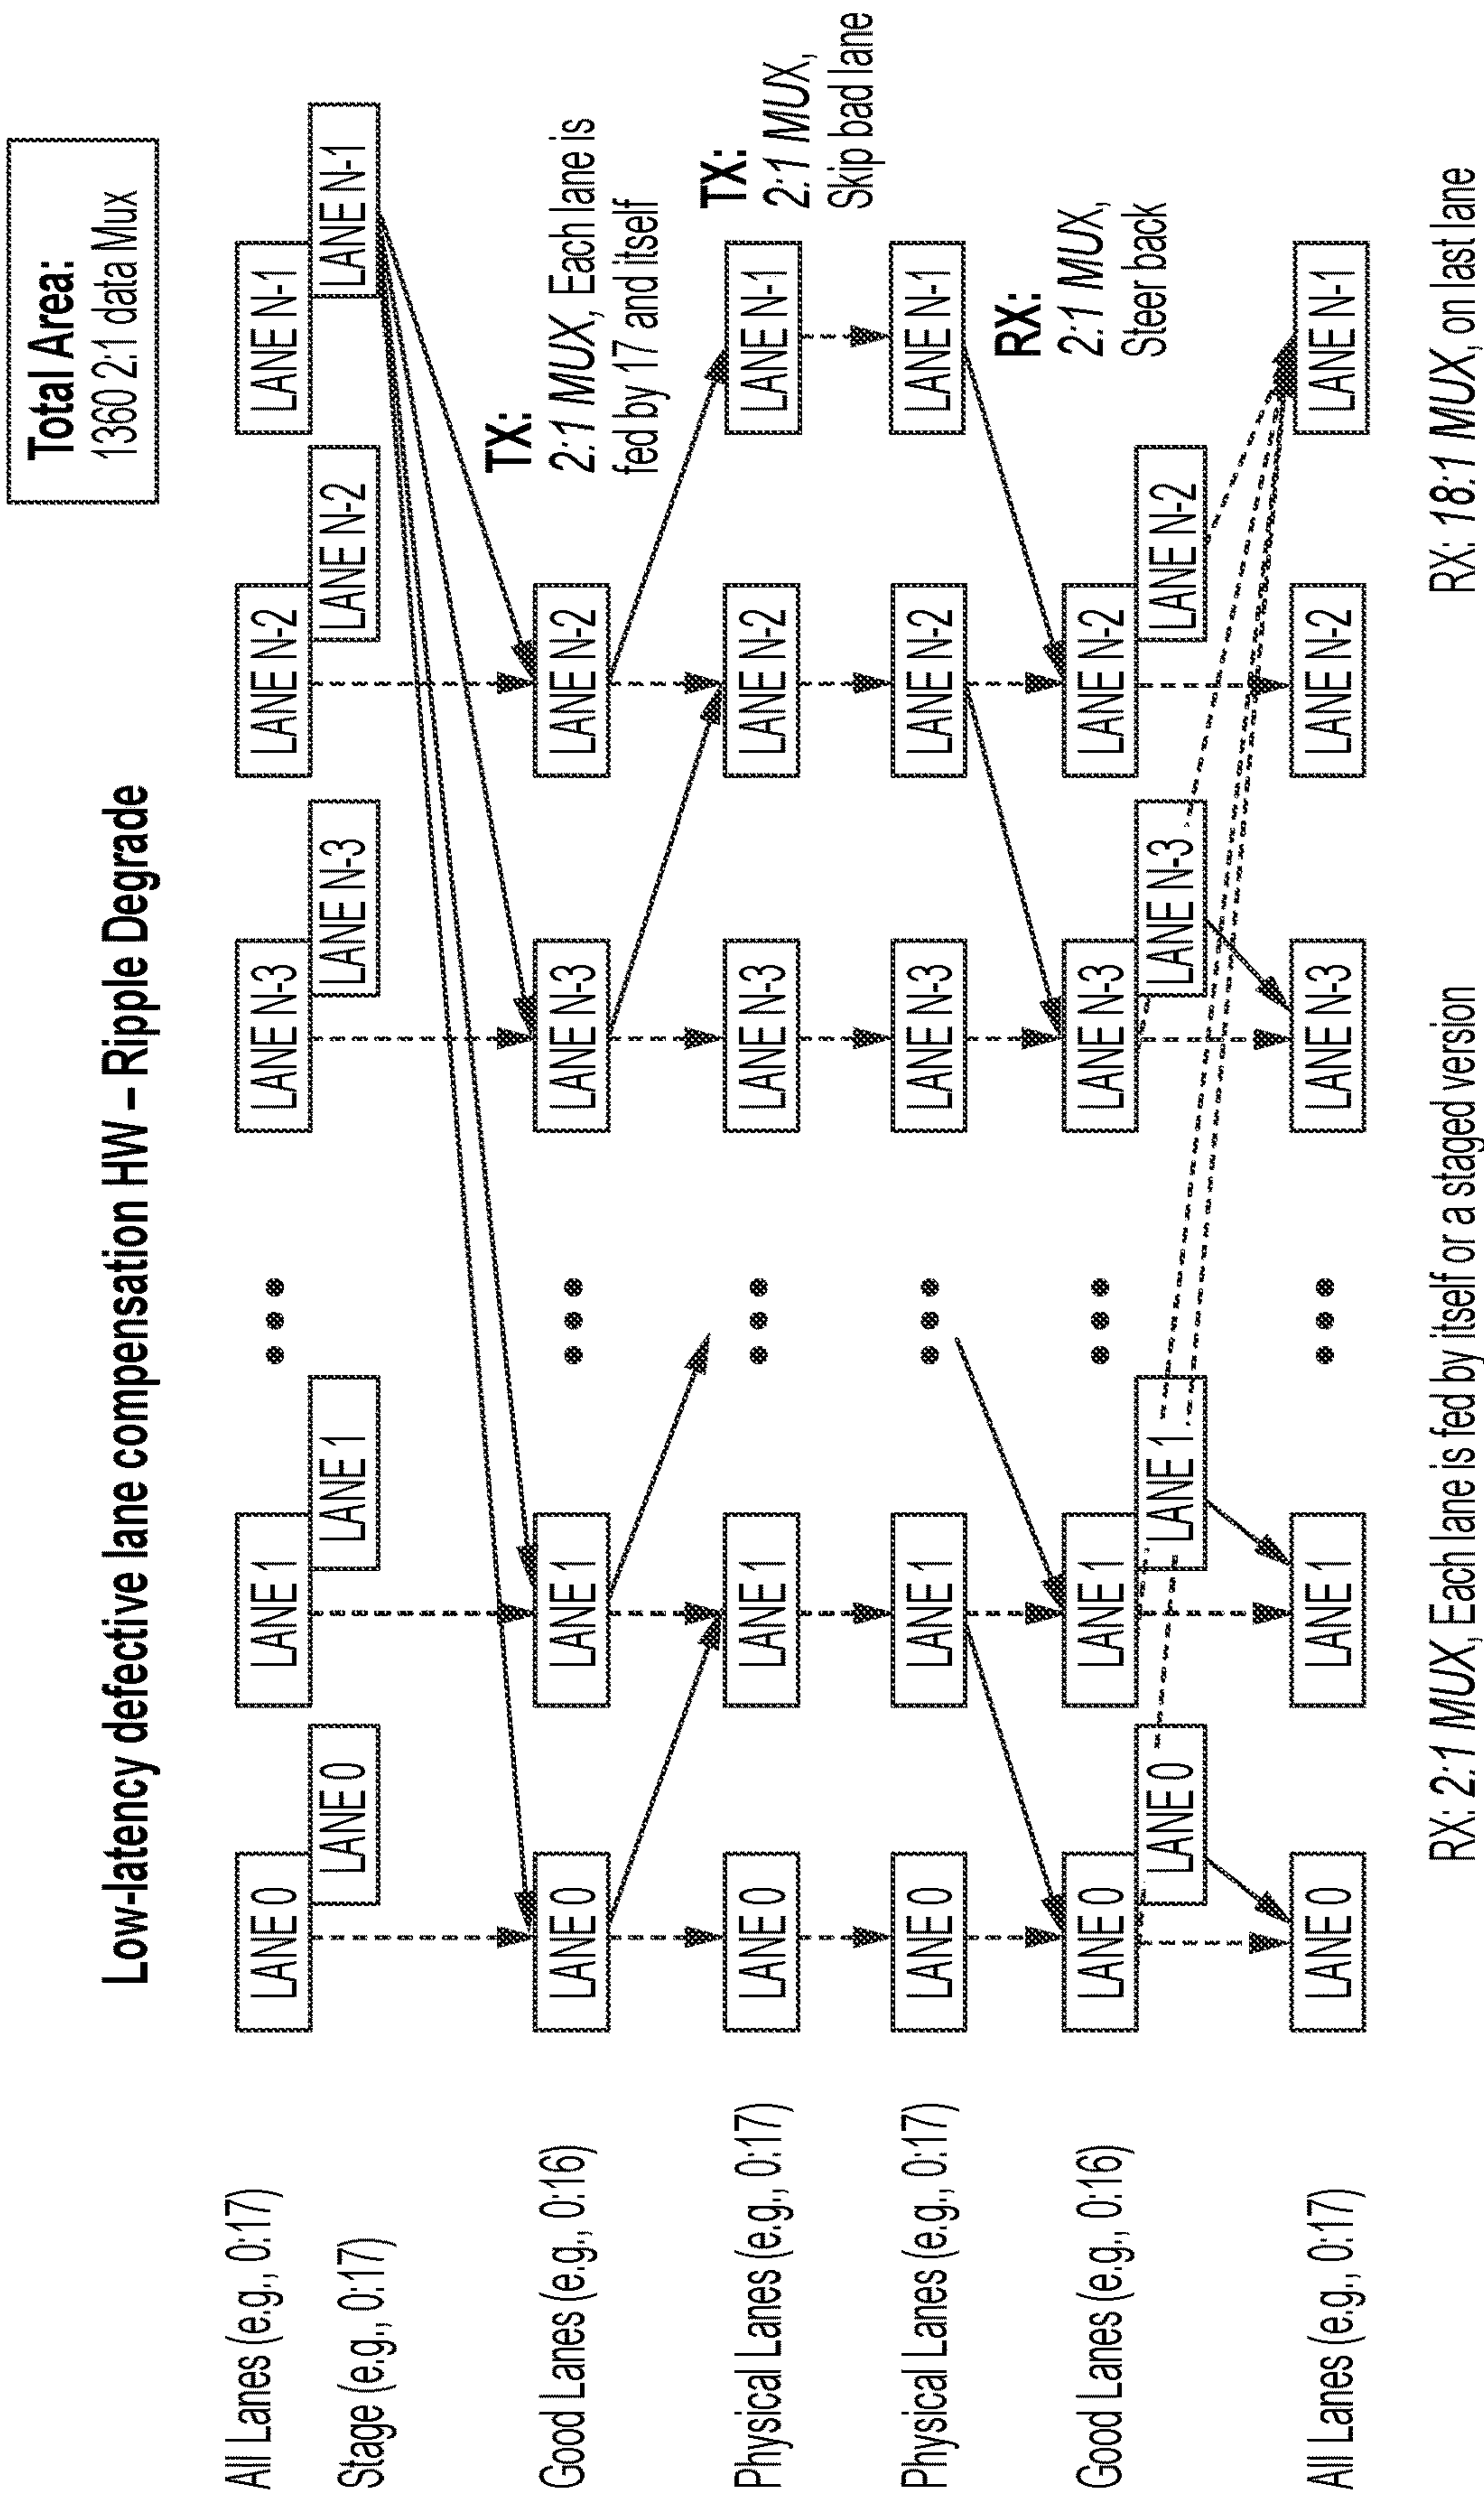 Low-latency defective lane compensation HW – Ripple Degrade
Total Area:
1360 2:1 data Mux
All Lanes (e.g., 0:17)
LANE 0
LANE 1
LANE N-3
LANE N-2
LANE N-1
Stage (e.g., 0:17)
LANE 0
LANE 1
LANE N-3
LANE N-2
LANE N-1
TX:
2:1 MUX, Each lane is
fed by 17 and itself
Good Lanes (e.g., 0:16)
LANE 0
LANE 1
LANE N-3
LANE N-2
TX:
2:1 MUX,
Skip bad lane
Physical Lanes (e.g., 0:17)
LANE 0
LANE 1
LANE N-3
LANE N-2
LANE N-1
Physical Lanes (e.g., 0:17)
LANE 0
LANE 1
LANE N-3
LANE N-2
LANE N-1
RX:
2:1 MUX,
Steer back
Good Lanes (e.g., 0:16)
LANE 0
LANE 1
LANE N-3
LANE N-2
LANE 0
LANE 1
LANE N-3
LANE N-2
All Lanes (e.g., 0:17)
LANE 0
LANE 1
LANE N-3
LANE N-2
LANE N-1
RX: 2:1 MUX, Each lane is fed by itself or a staged version
RX: 18:1 MUX, on last lane